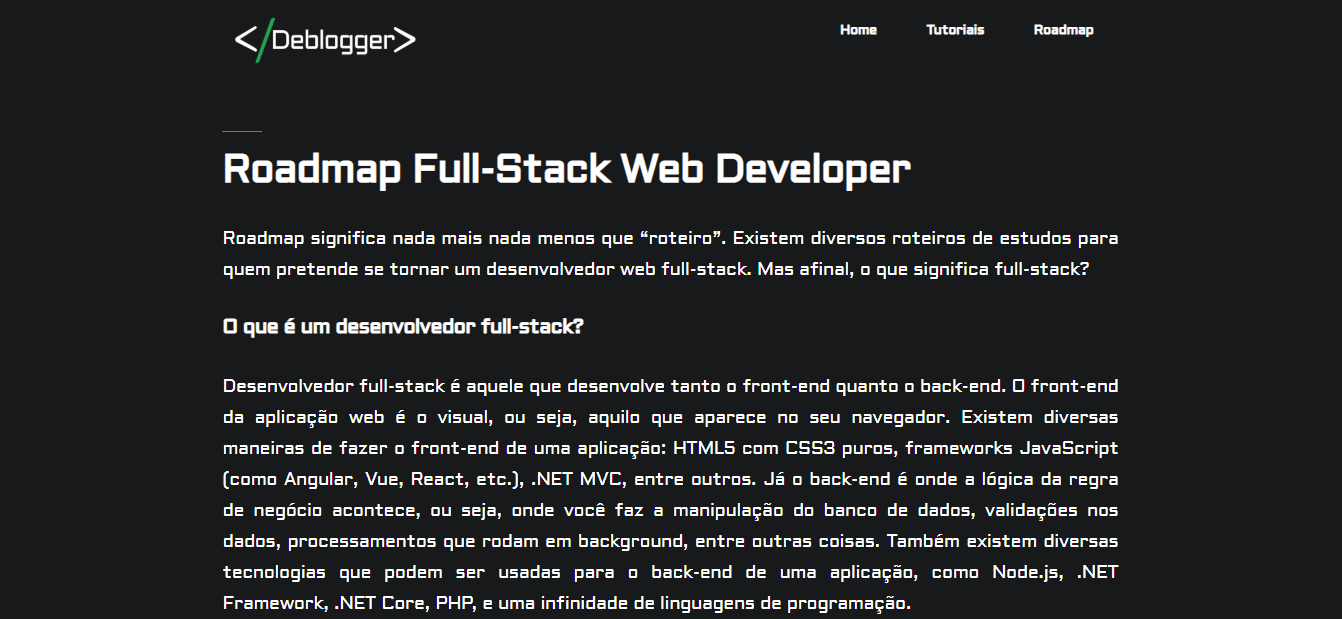 </Deblogger>
Home Tutoriais Roadmap
Roadmap Full-Stack Web Developer
Roadmap significa nada mais nada menos que “roteiro”. Existem diversos roteiros de estudos para
quem pretende se tornar um desenvolvedor web full-stack. Mas afinal, o que significa full-stack?
O que é um desenvolvedor full-stack?
Desenvolvedor full-stack é aquele que desenvolve tanto o front-end quanto o back-end. O front-end
da aplicação web é o visual, ou seja, aquilo que aparece no seu navegador. Existem diversas
maneiras de fazer o front-end de uma aplicação: HTML5 com CSS3 puros, frameworks JavaScript
(como Angular, Vue, React, etc.), .NET MVC, entre outros. Já o back-end é onde a lógica da regra
de negócio acontece, ou seja, onde você faz a manipulação do banco de dados, validações nos
dados, processamentos que rodam em background, entre outras coisas. Também existem diversas
tecnologias que podem ser usadas para o back-end de uma aplicação, como Node.js, .NET
Framework, .NET Core, PHP, e uma infinidade de linguagens de programação.